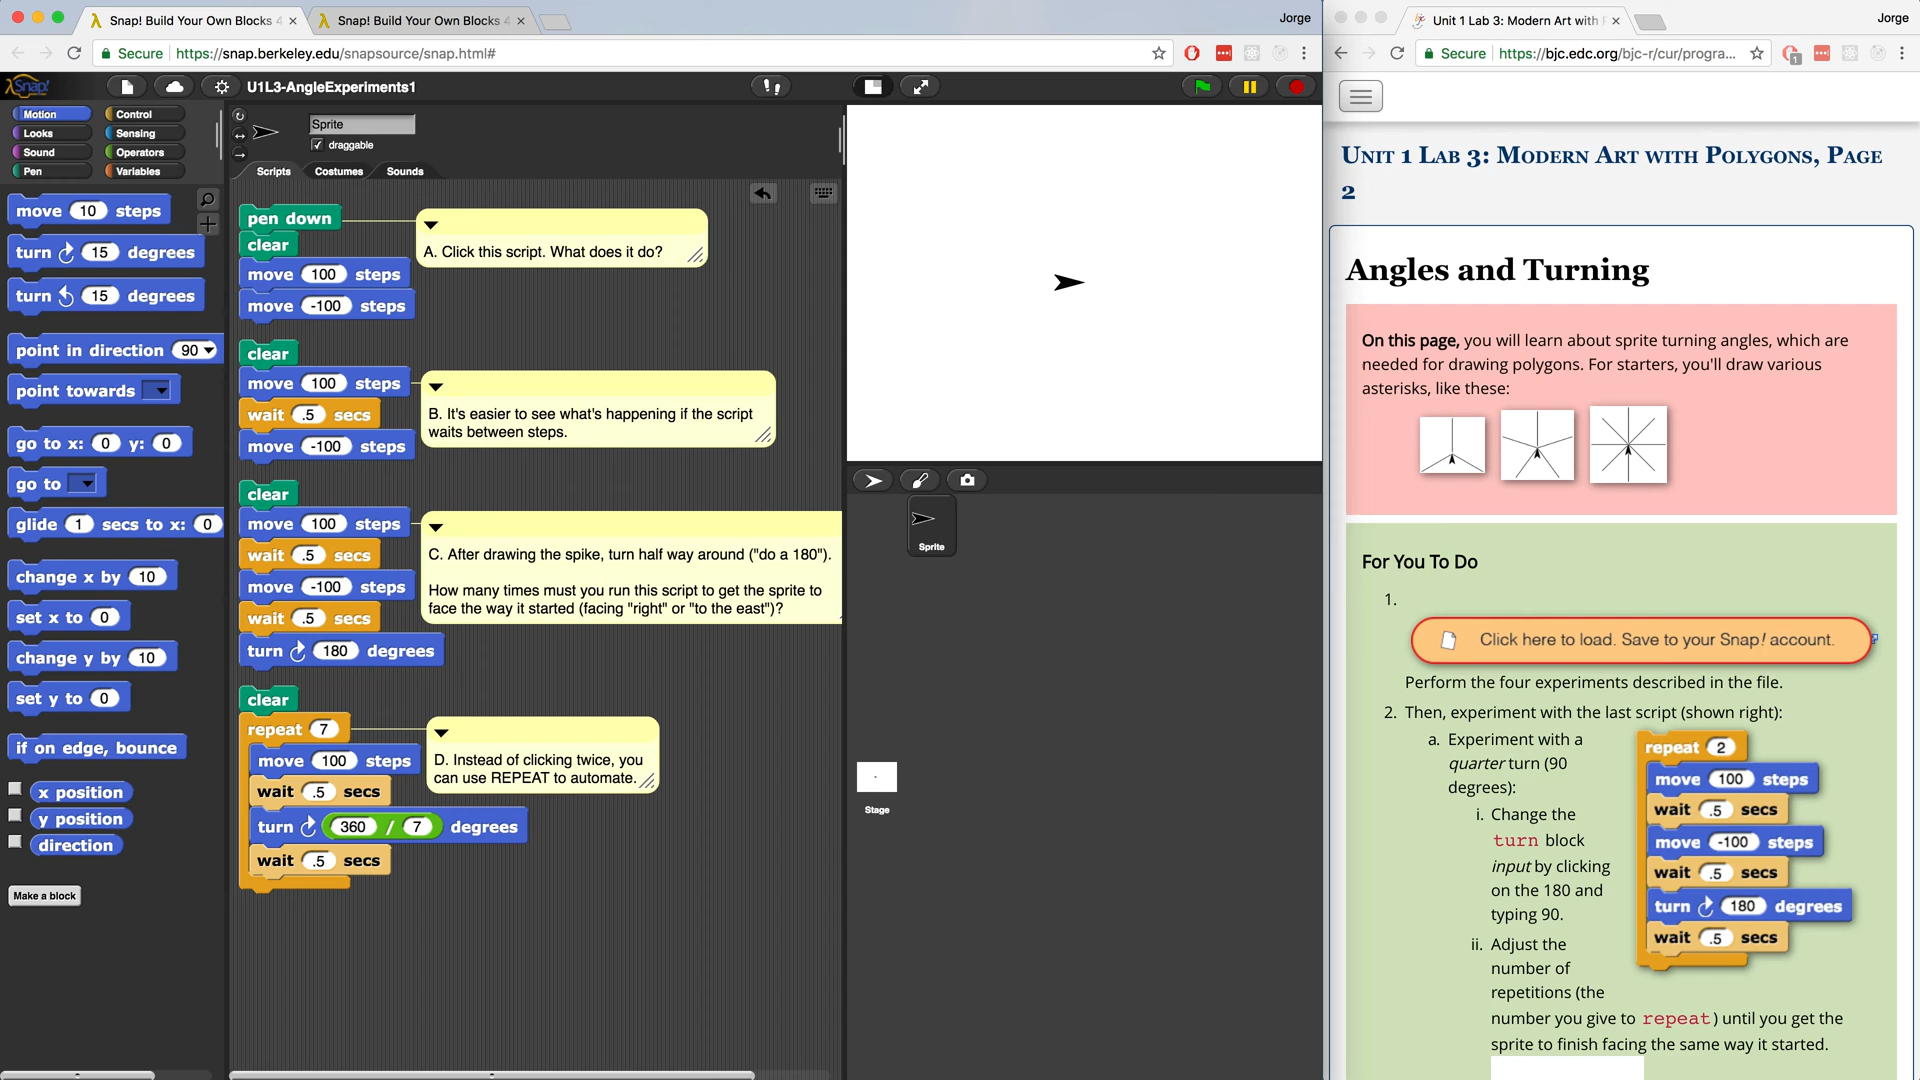 Snap! Build Your Own Blocks 4
Snap! Build Your Own Blocks 4
Jorge
Secure
https://snap.berkeley.edu/snapsource/snap.html#
Snap!
U1L3-AngleExperiments1
Motion
Control
Looks
Sensing
Sound
Operators
Pen
Variables
move 10 steps
turn 15 degrees
turn 15 degrees
point in direction 90
point towards
go to x: 0 y: 0
go to
glide 1 secs to x: 0
change x by 10
set x to 0
change y by 10
set y to 0
if on edge, bounce
x position
y position
direction
Make a block
Sprite
draggable
Scripts
Costumes
Sounds
pen down
clear
move 100 steps
move -100 steps
A. Click this script. What does it do?
clear
move 100 steps
wait .5 secs
move -100 steps
B. It's easier to see what's happening if the script
waits between steps.
clear
move 100 steps
wait .5 secs
move -100 steps
wait .5 secs
turn 180 degrees
C. After drawing the spike, turn half way around ("do a 180").
How many times must you run this script to get the sprite to
face the way it started (facing "right" or "to the east")?
clear
repeat 7
move 100 steps
wait .5 secs
turn 360 / 7 degrees
wait .5 secs
D. Instead of clicking twice, you
can use REPEAT to automate.
Sprite
Stage
Unit 1 Lab 3: Modern Art with P
Jorge
Secure
https://bjc.edc.org/bjc-r/cur/progra...
1
Unit 1 Lab 3: Modern Art with Polygons, Page
2
Angles and Turning
On this page, you will learn about sprite turning angles, which are
needed for drawing polygons. For starters, you'll draw various
asterisks, like these:
For You To Do
1.
Click here to load. Save to your Snap! account.
Perform the four experiments described in the file.
2. Then, experiment with the last script (shown right):
a. Experiment with a
quarter turn (90
degrees):
i. Change the
turn block
input by clicking
on the 180 and
typing 90.
ii. Adjust the
number of
repetitions (the
number you give to repeat) until you get the
sprite to finish facing the same way it started.
repeat 2
move 100 steps
wait .5 secs
move -100 steps
wait .5 secs
turn 180 degrees
wait .5 secs